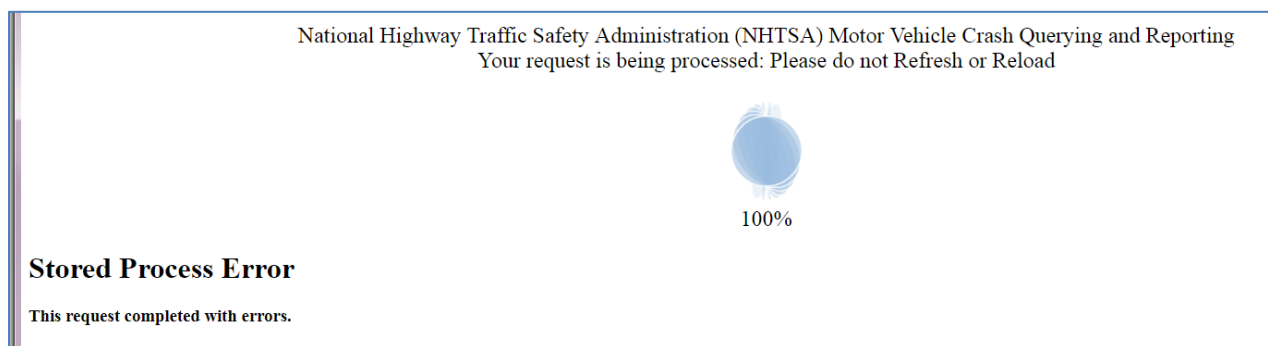 National Highway Traffic Safety Administration (NHTSA) Motor Vehicle Crash Querying and Reporting
Your request is being processed: Please do not Refresh or Reload
100%
Stored Process Error
This request completed with errors.